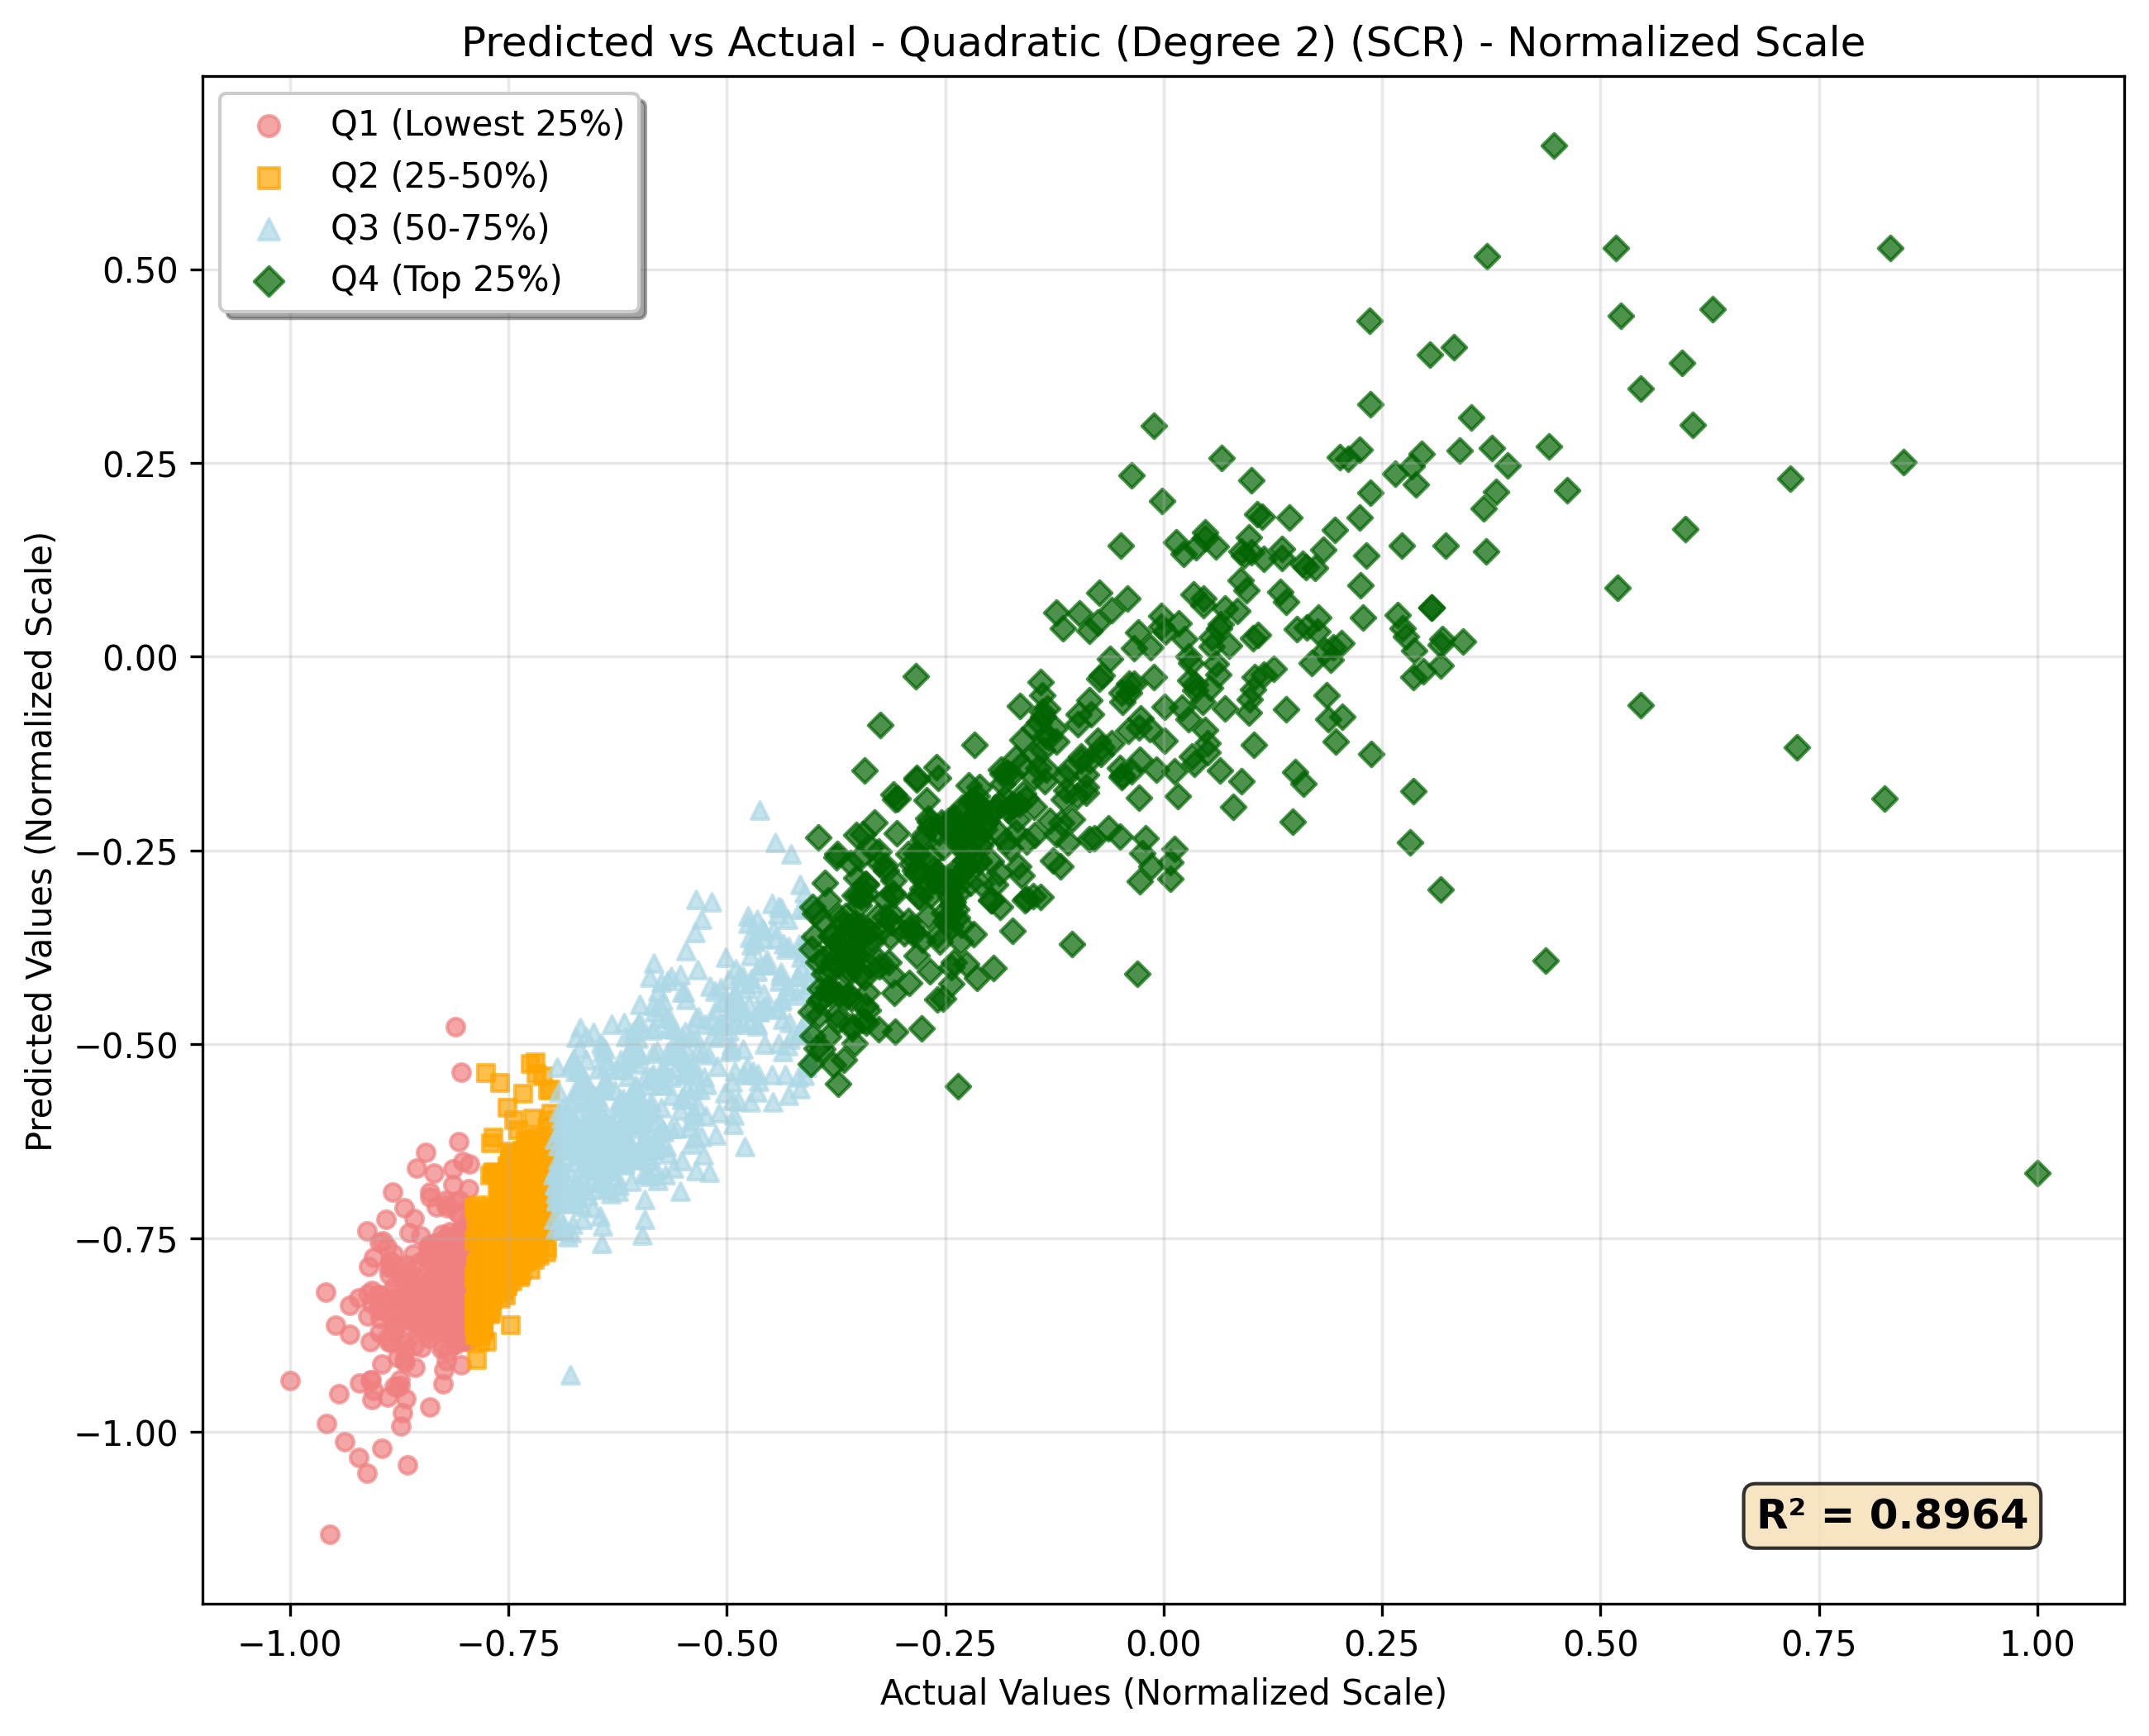 Predicted vs Actual - Quadratic (Degree 2) (SCR) - Normalized Scale
Q1 (Lowest 25%)
Q2 (25-50%)
Q3 (50-75%)
Q4 (Top 25%)
Predicted Values (Normalized Scale)
0.50
0.25
0.00
−0.25
−0.50
−0.75
−1.00
R² = 0.8964
−1.00 −0.75 −0.50 −0.25 0.00 0.25 0.50 0.75 1.00
Actual Values (Normalized Scale)